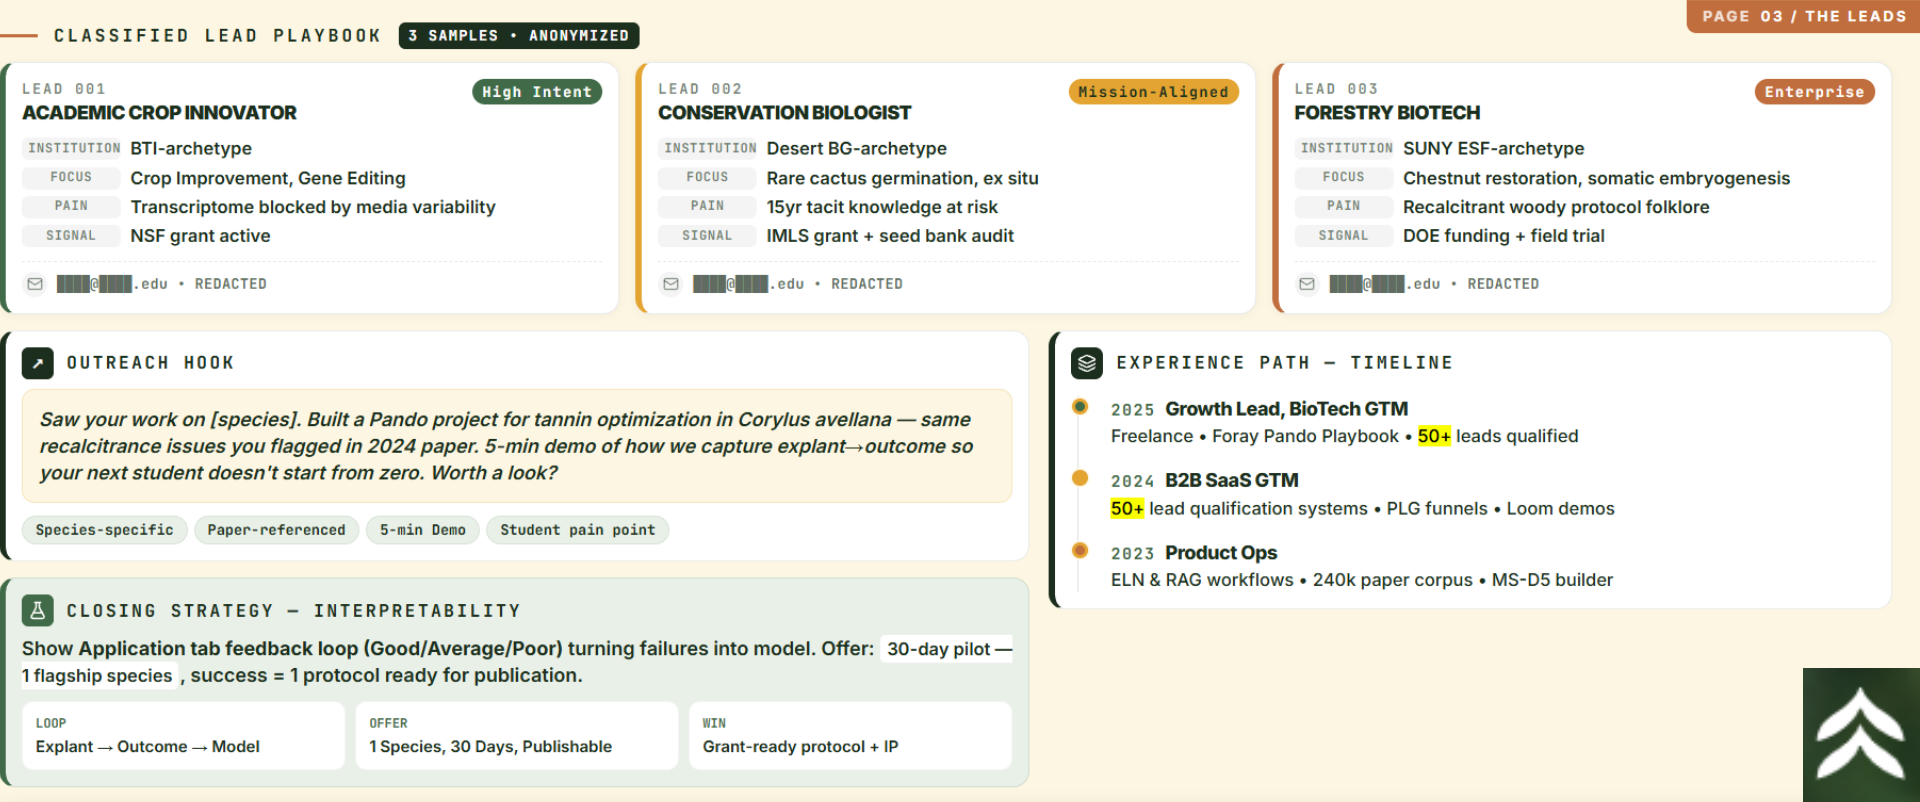 PAGE 03 / THE LEADS
CLASSIFIED LEAD PLAYBOOK
3 SAMPLES • ANONYMIZED
LEAD 001
High Intent
ACADEMIC CROP INNOVATOR
INSTITUTION BTI-archetype
FOCUS Crop Improvement, Gene Editing
PAIN Transcriptome blocked by media variability
SIGNAL NSF grant active
████@████.edu • REDACTED
LEAD 002
Mission-Aligned
CONSERVATION BIOLOGIST
INSTITUTION Desert BG-archetype
FOCUS Rare cactus germination, ex situ
PAIN 15yr tacit knowledge at risk
SIGNAL IMLS grant + seed bank audit
████@████.edu • REDACTED
LEAD 003
Enterprise
FORESTRY BIOTECH
INSTITUTION SUNY ESF-archetype
FOCUS Chestnut restoration, somatic embryogenesis
PAIN Recalcitrant woody protocol folklore
SIGNAL DOE funding + field trial
████@████.edu • REDACTED
↗ OUTREACH HOOK
Saw your work on [species]. Built a Pando project for tannin optimization in Corylus avellana — same
recalcitrance issues you flagged in 2024 paper. 5-min demo of how we capture explant→outcome so
your next student doesn't start from zero. Worth a look?
Species-specific
Paper-referenced
5-min Demo
Student pain point
CLOSING STRATEGY — INTERPRETABILITY
Show Application tab feedback loop (Good/Average/Poor) turning failures into model. Offer: 30-day pilot —
1 flagship species , success = 1 protocol ready for publication.
LOOP
Explant → Outcome → Model
OFFER
1 Species, 30 Days, Publishable
WIN
Grant-ready protocol + IP
EXPERIENCE PATH — TIMELINE
2025 Growth Lead, BioTech GTM
Freelance • Foray Pando Playbook • 50+ leads qualified
2024 B2B SaaS GTM
50+ lead qualification systems • PLG funnels • Loom demos
2023 Product Ops
ELN & RAG workflows • 240k paper corpus • MS-D5 builder